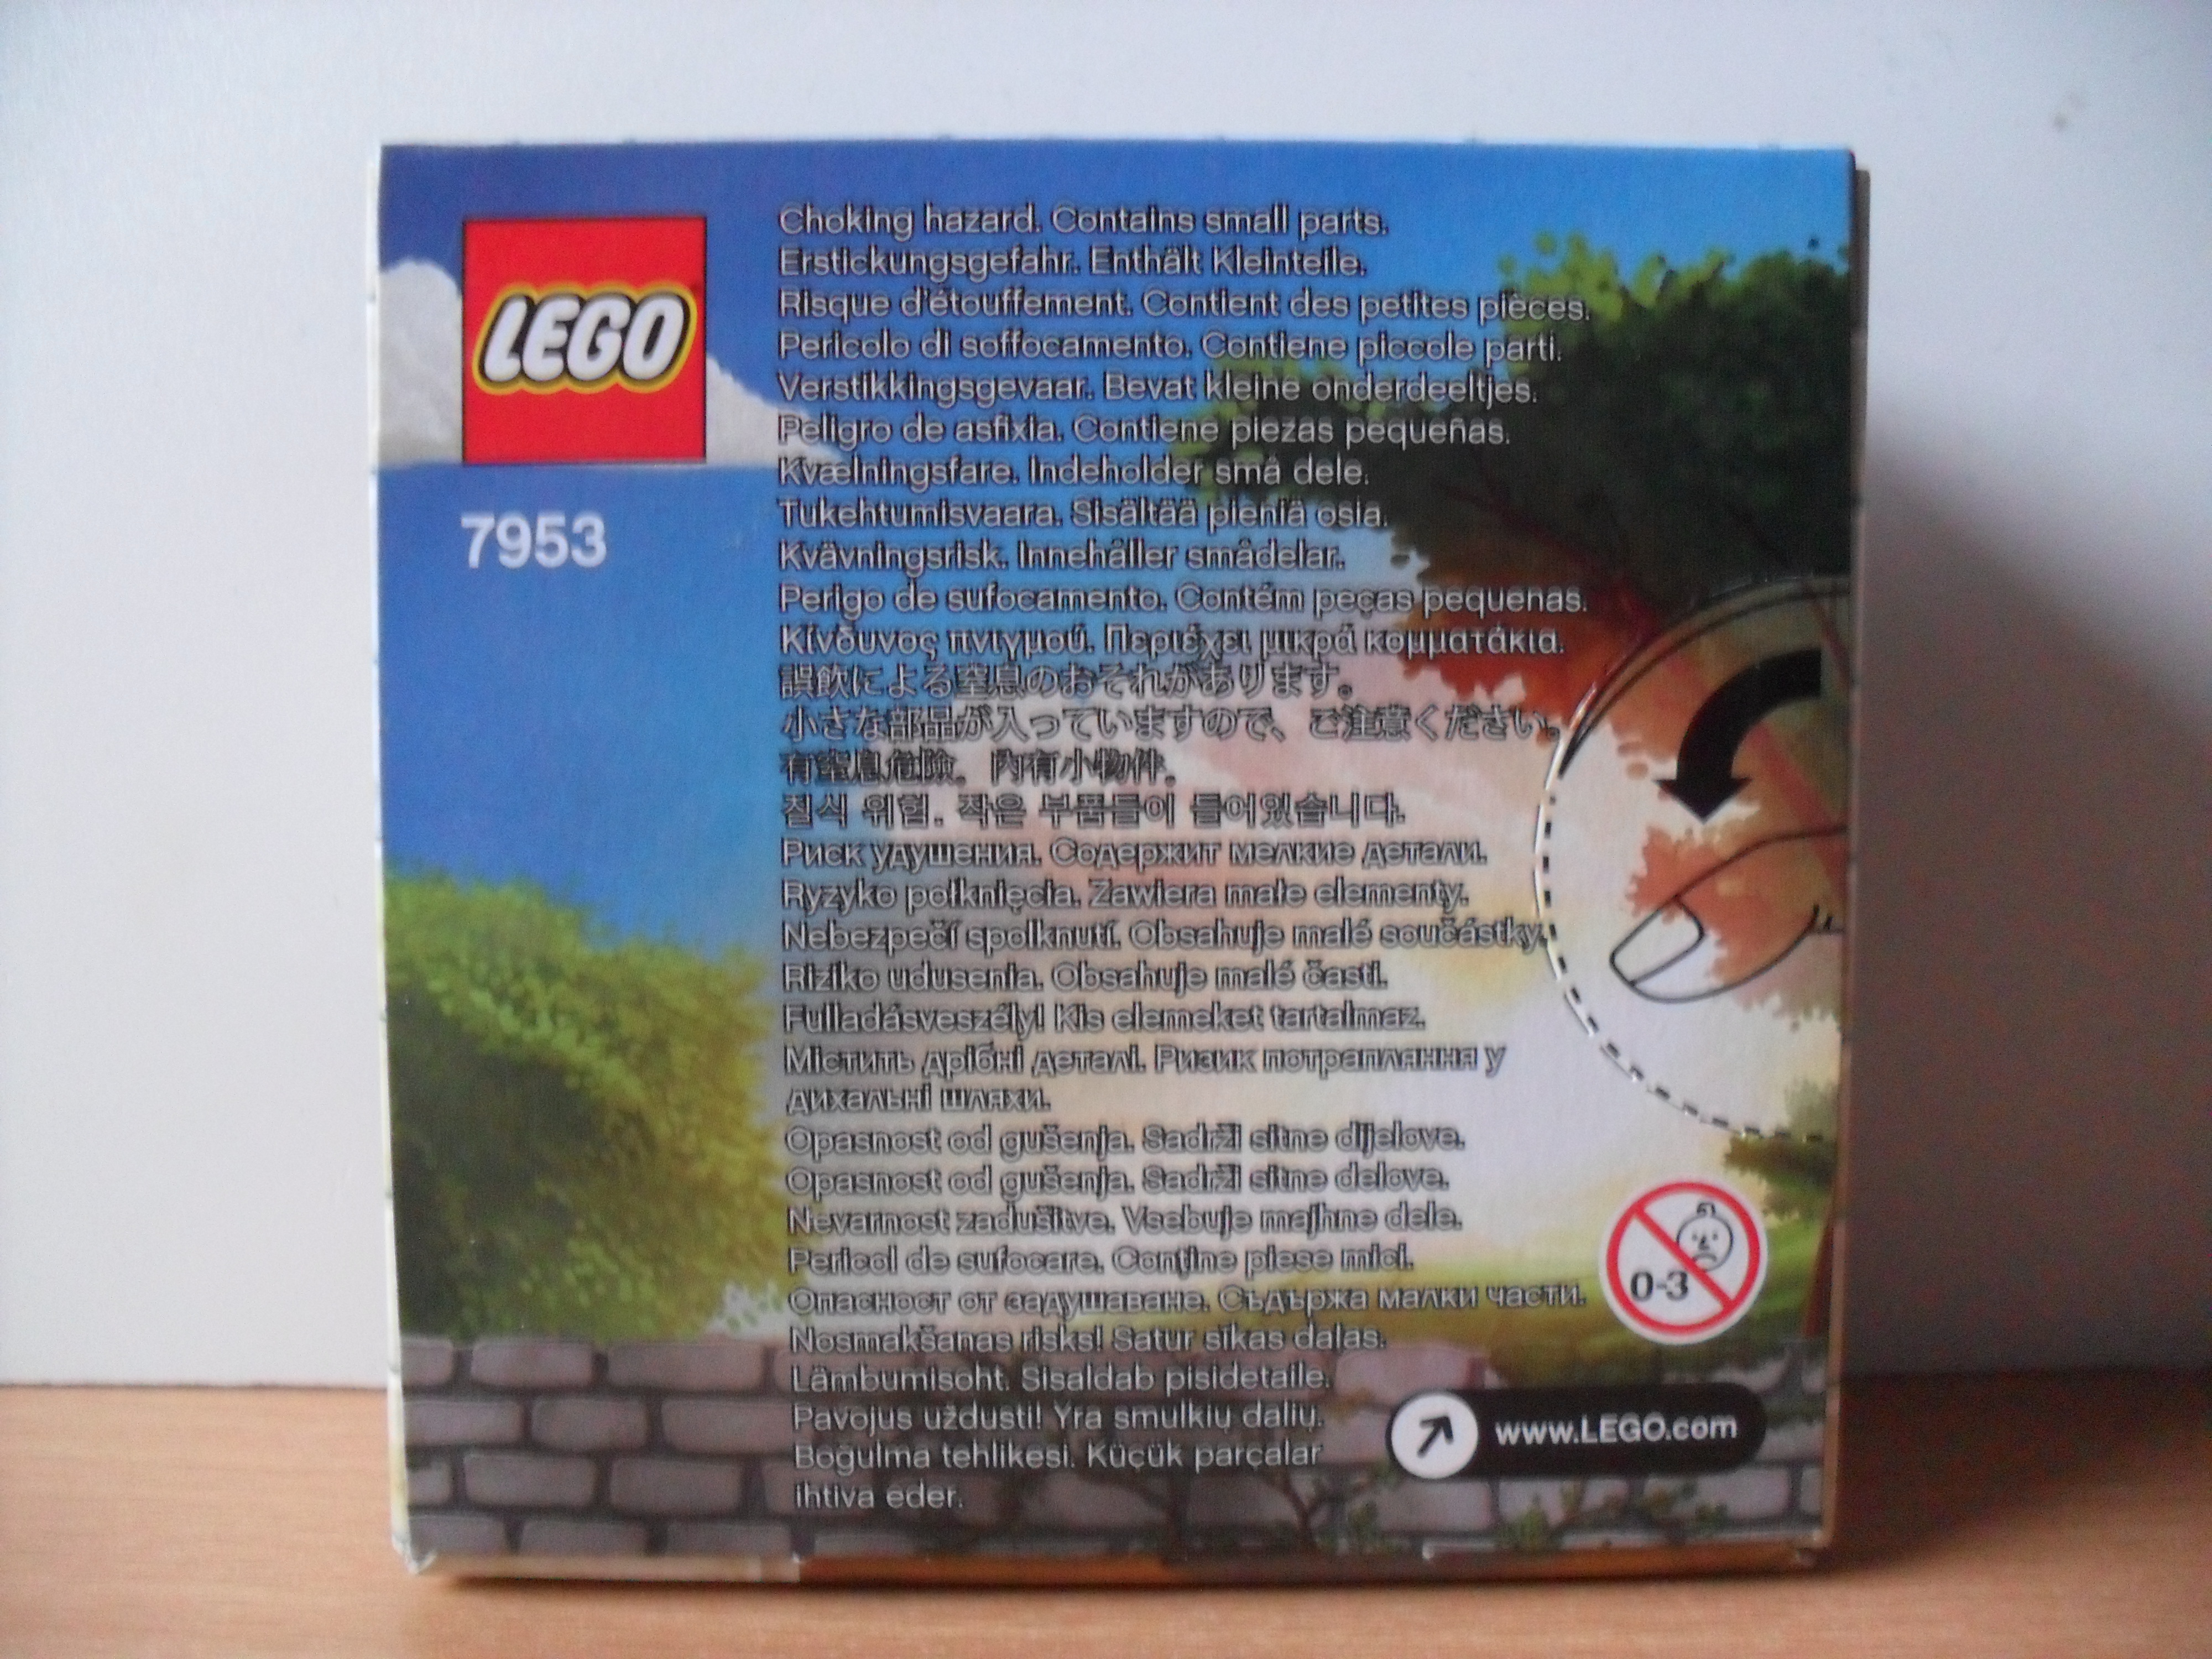 LEGO
7953
Choking hazard. Contains small parts.
Erstickungsgefahr. Enthält Kleinteile.
Risque d'étouffement. Contient des petites pièces.
Pericolo di soffocamento. Contiene piccole parti.
Verstikkingsgevaar. Bevat kleine onderdeeltjes.
Peligro de asfixia. Contiene piezas pequeñas.
Kvælningsfare. Indeholder små dele.
Tukehtumisvaara. Sisältää pieniä osia.
Kvävningsrisk. Innehåller smådelar.
Perigo de sufocamento. Contém peças pequenas.
Κίνδυνος πνιγμού. Περιέχει μικρά κομματάκια.
誤飲による窒息のおそれがあります。
小さな部品が入っていますので、ご注意ください。
有窒息危險。內有小物件。
질식 위험. 작은 부품들이 들어있습니다.
Риск удушения. Содержит мелкие детали.
Ryzyko połknięcia. Zawiera małe elementy.
Nebezpečí spolknutí. Obsahuje malé součástky.
Riziko udusenia. Obsahuje malé časti.
Fulladásveszély! Kis elemeket tartalmaz.
Містить дрібні деталі. Ризик потрапляння у
дихальні шляхи.
Opasnost od gušenja. Sadrži sitne dijelove.
Opasnost od gušenja. Sadrži sitne delove.
Nevarnost zadušitve. Vsebuje majhne dele.
Pericol de sufocare. Conţine piese mici.
Опасност от задушаване. Съдържа малки части.
Nosmakšanas risks! Satur sīkas daļas.
Lämbumisoht. Sisaldab pisidetaile.
Pavojus uždusti! Yra smulkių dalių.
Boğulma tehlikesi. Küçük parçalar
ihtiva eder.
0-3
www.LEGO.com